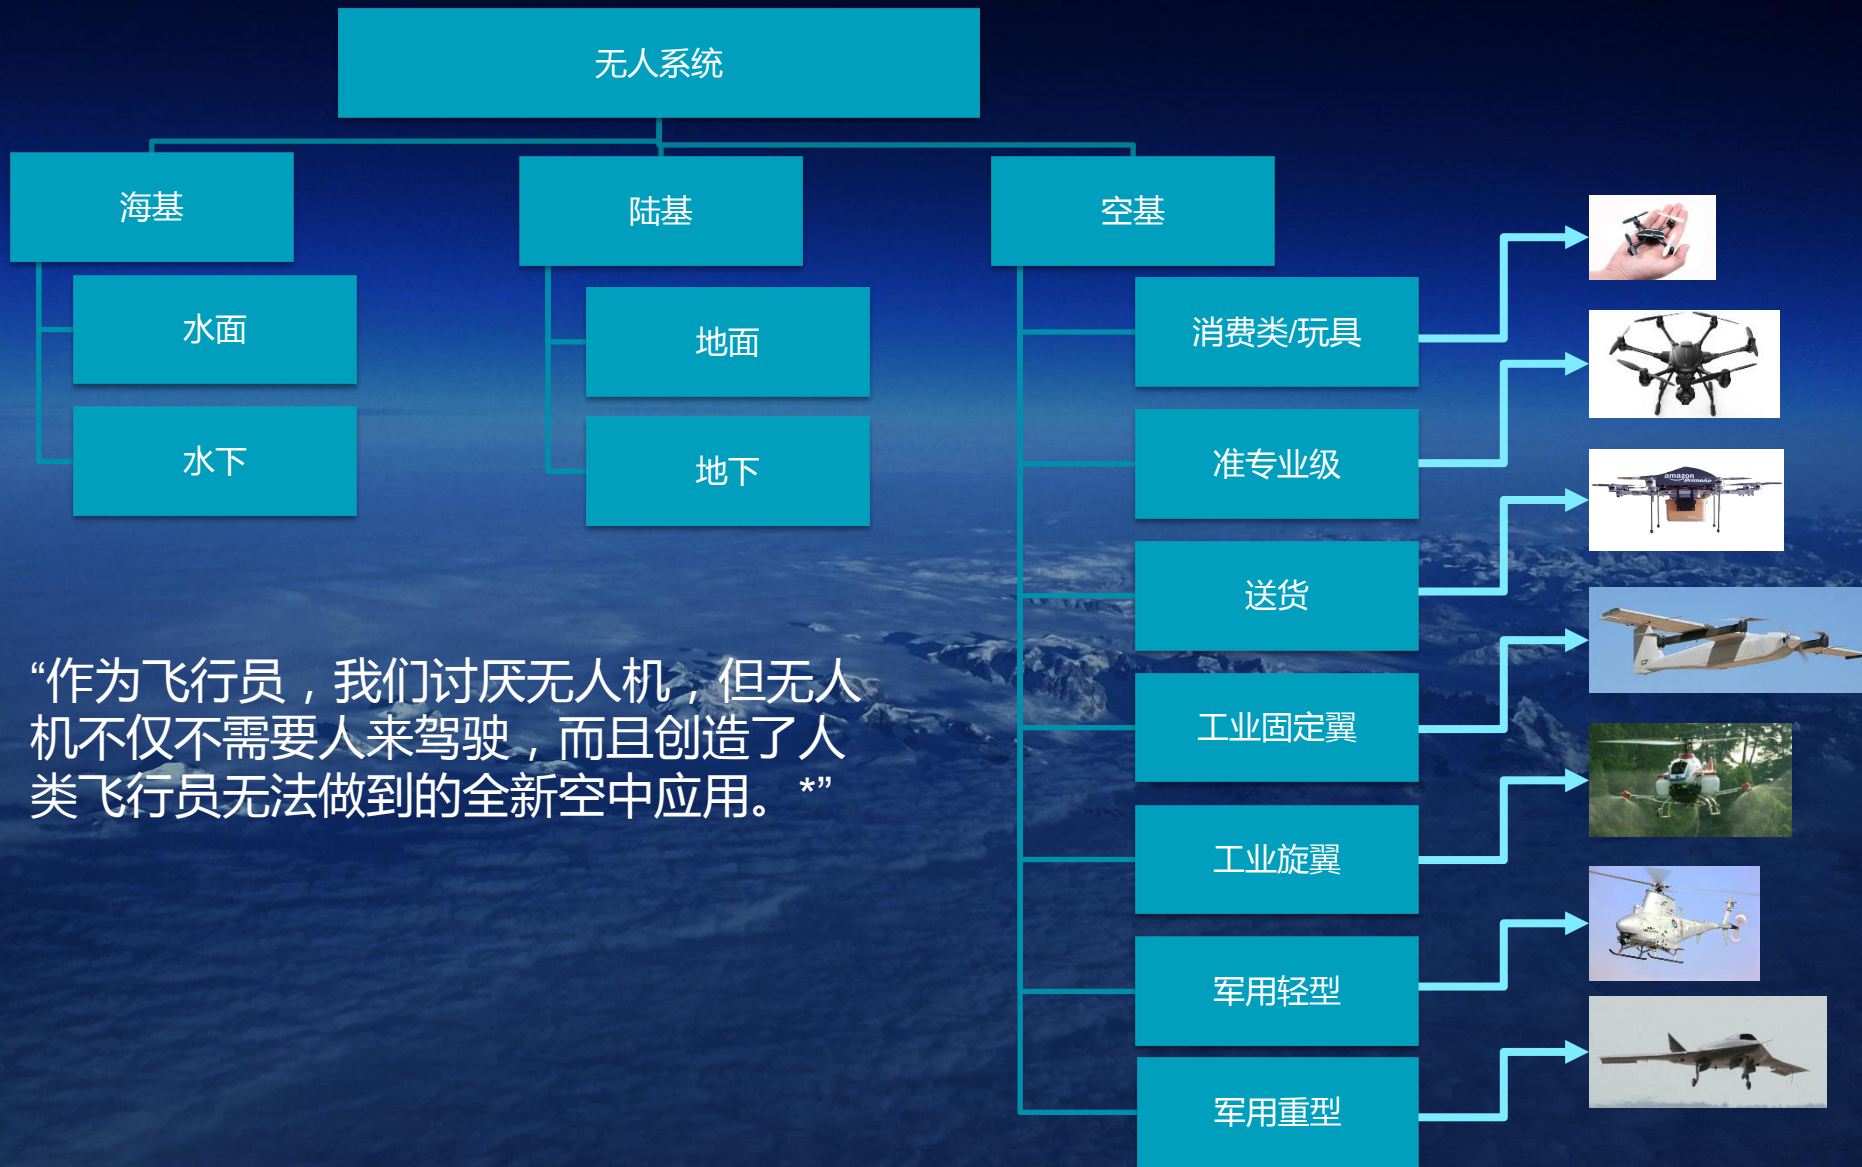 无人系统
海基
陆基
空基
水面
水下
地面
地下
消费类/玩具
准专业级
送货
工业固定翼
工业旋翼
军用轻型
军用重型
amazon
PrimeAir
“作为飞行员，我们讨厌无人机，但无人
机不仅不需要人来驾驶，而且创造了人
类飞行员无法做到的全新空中应用。*”